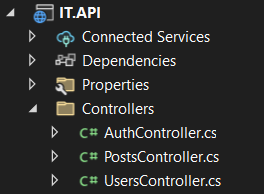 IT.API
Connected Services
Dependencies
Properties
Controllers
C# AuthController.cs
C# PostsController.cs
C# UsersController.cs